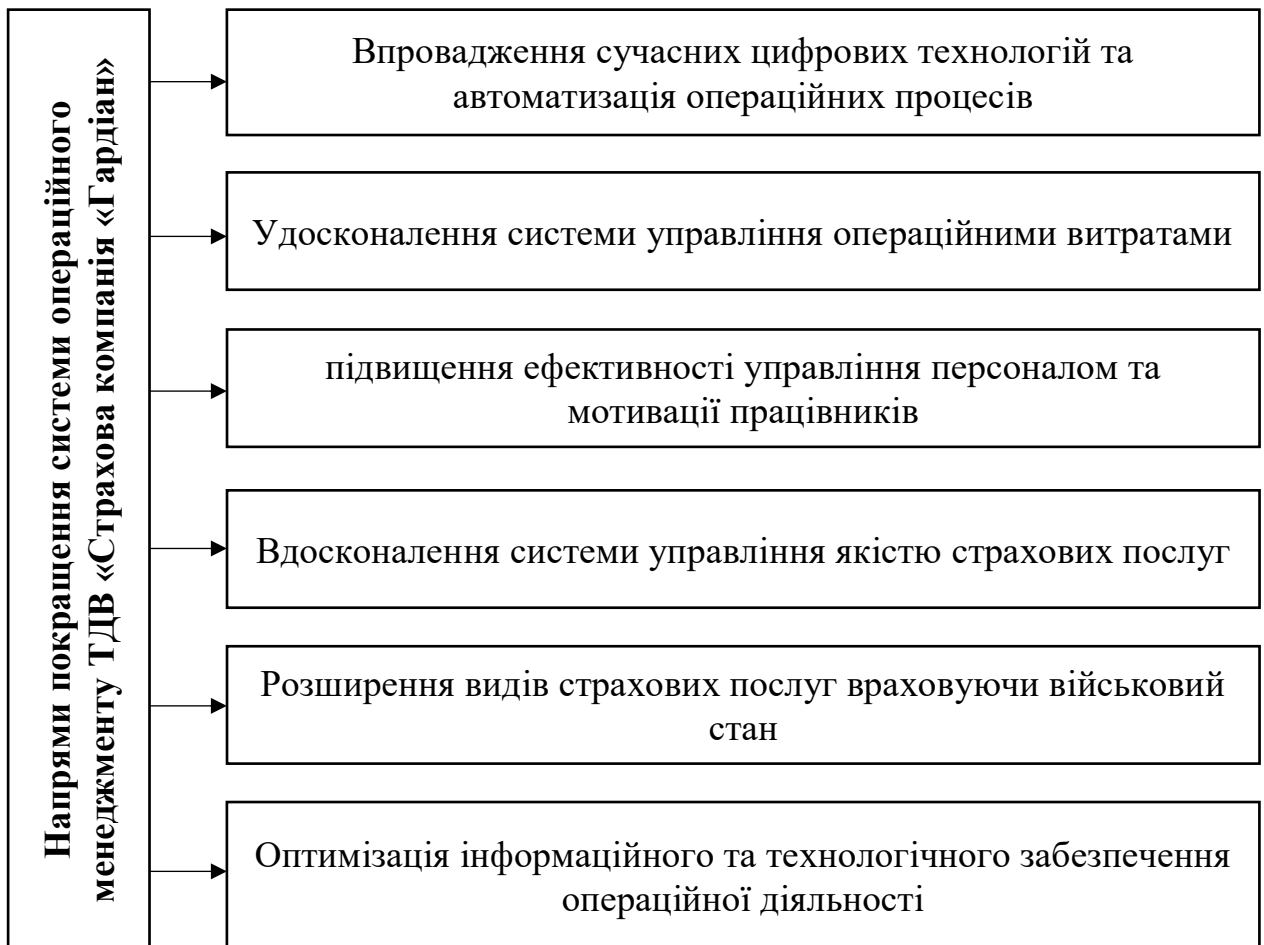 Напрями покращення системи операційного
менеджменту ТДВ «Страхова компанія «Гардіан»
Впровадження сучасних цифрових технологій та
автоматизація операційних процесів
Удосконалення системи управління операційними витратами
підвищення ефективності управління персоналом та
мотивації працівників
Вдосконалення системи управління якістю страхових послуг
Розширення видів страхових послуг враховуючи військовий
стан
Оптимізація інформаційного та технологічного забезпечення
операційної діяльності